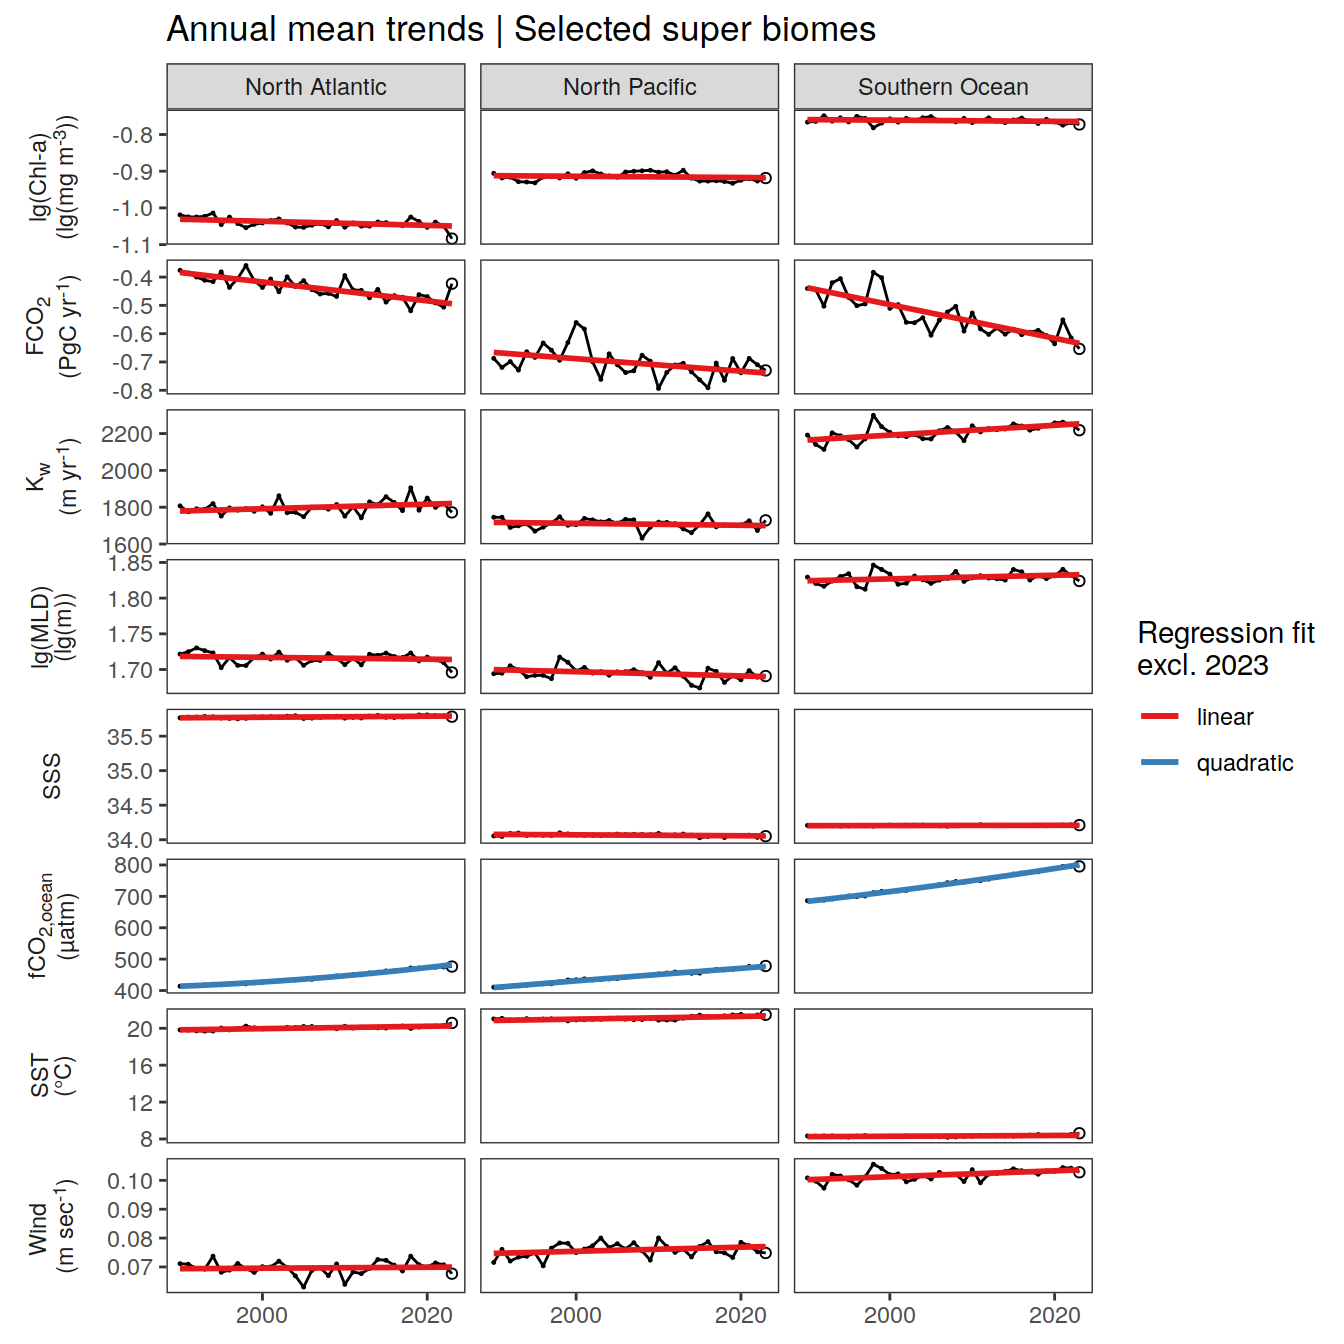 Annual mean trends | Selected super biomes
North Atlantic
North Pacific
Southern Ocean
lg(Chl-a)
(lg(mg m⁻³))
-0.8
-0.9
-1.0
-1.1
FCO₂
(PgC yr⁻¹)
-0.4
-0.5
-0.6
-0.7
-0.8
Kw
(m yr⁻¹)
2200
2000
1800
1600
lg(MLD)
(lg(m))
1.85
1.80
1.75
1.70
SSS
35.5
35.0
34.5
34.0
fCO2,ocean
(µatm)
800
700
600
500
400
SST
(°C)
20
16
12
8
Wind
(m sec⁻¹)
0.10
0.09
0.08
0.07
2000
2020
2000
2020
2000
2020
Regression fit
excl. 2023
linear
quadratic